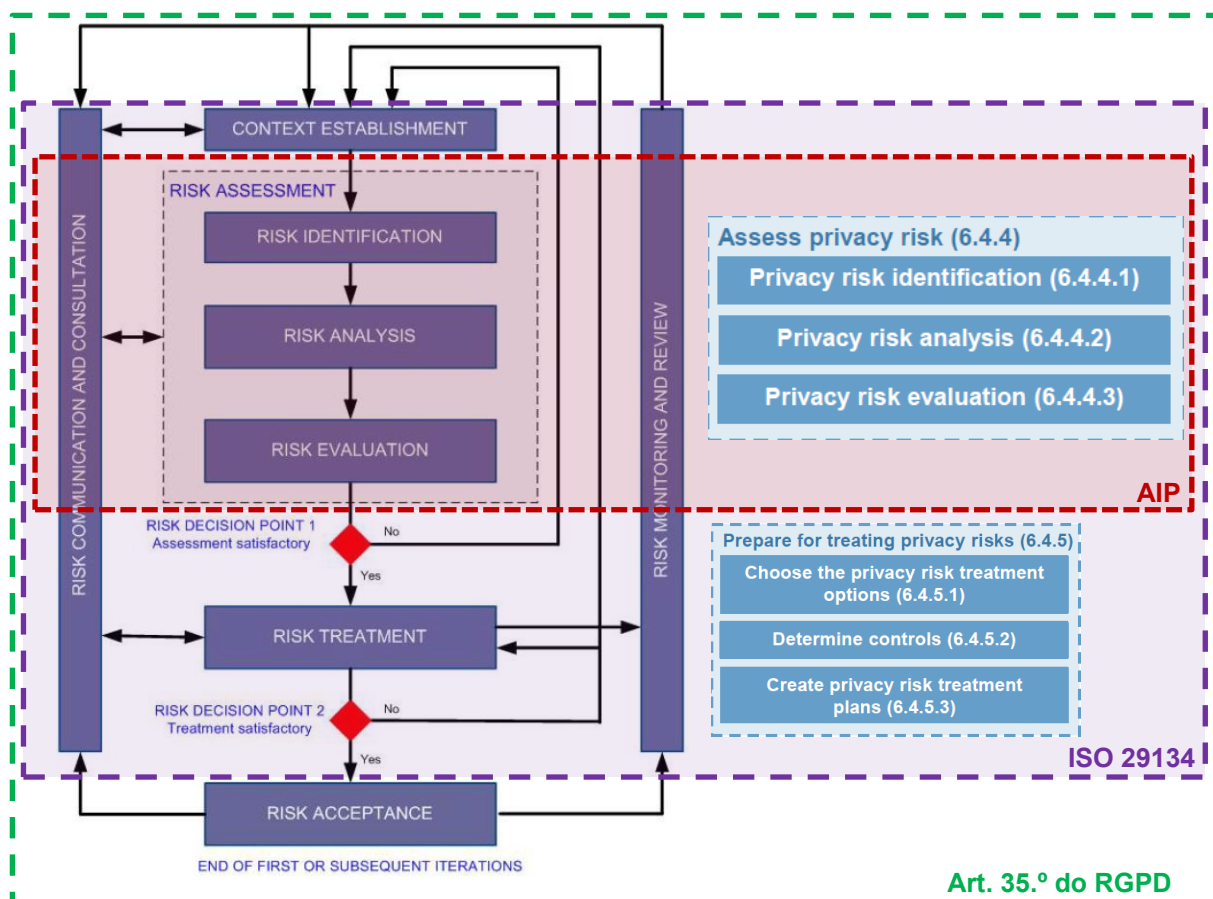 CONTEXT ESTABLISHMENT
RISK COMMUNICATION AND CONSULTATION
RISK ASSESSMENT
RISK IDENTIFICATION
RISK ANALYSIS
RISK EVALUATION
RISK MONITORING AND REVIEW
Assess privacy risk (6.4.4)
Privacy risk identification (6.4.4.1)
Privacy risk analysis (6.4.4.2)
Privacy risk evaluation (6.4.4.3)
AIP
RISK DECISION POINT 1
Assessment satisfactory
No
Yes
RISK TREATMENT
Prepare for treating privacy risks (6.4.5)
Choose the privacy risk treatment
options (6.4.5.1)
Determine controls (6.4.5.2)
Create privacy risk treatment
plans (6.4.5.3)
RISK DECISION POINT 2
Treatment satisfactory
No
Yes
ISO 29134
RISK ACCEPTANCE
END OF FIRST OR SUBSEQUENT ITERATIONS
Art. 35.º do RGPD